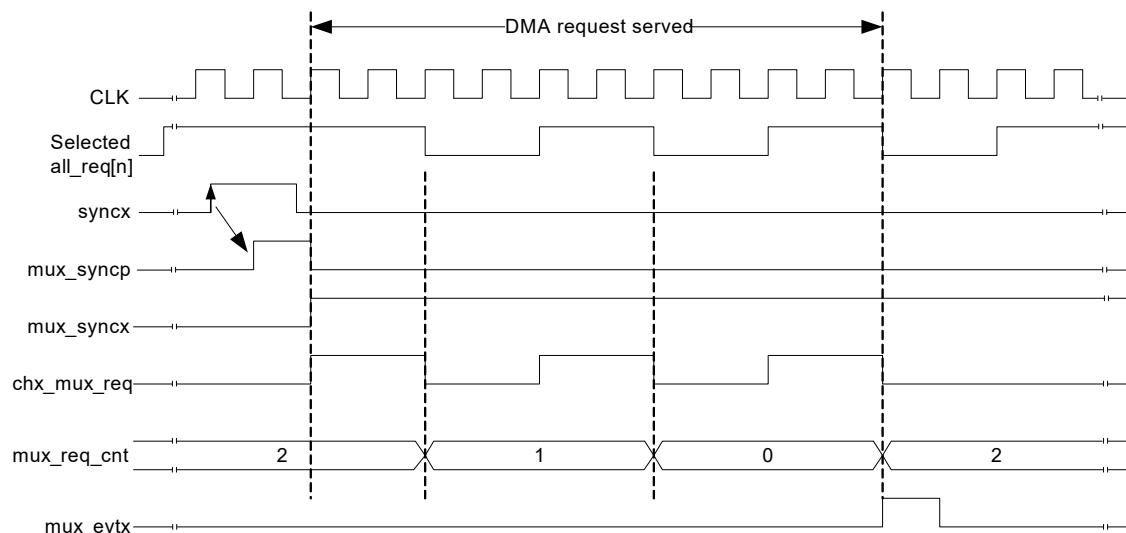 DMA request served
CLK
Selected
all_req[n]
syncx
mux_syncp
mux_syncx
chx_mux_req
mux_req_cnt
2 1 0 2
mux_evtx